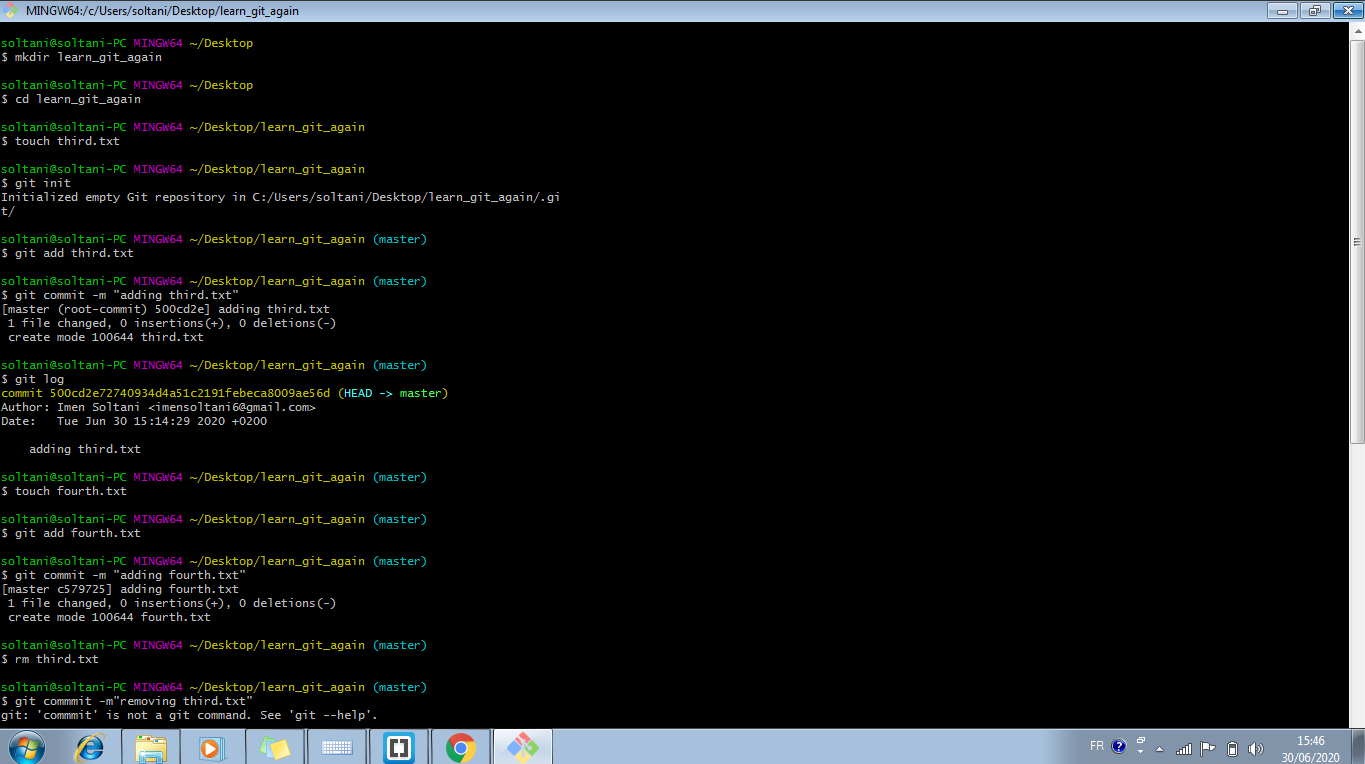 MINGW64:/c/Users/soltani/Desktop/learn_git_again
soltani@soltani-PC MINGW64 ~/Desktop
$ mkdir learn_git_again
soltani@soltani-PC MINGW64 ~/Desktop
$ cd learn_git_again
soltani@soltani-PC MINGW64 ~/Desktop/learn_git_again
$ touch third.txt
soltani@soltani-PC MINGW64 ~/Desktop/learn_git_again
$ git init
Initialized empty Git repository in C:/Users/soltani/Desktop/learn_git_again/.gi
t/
soltani@soltani-PC MINGW64 ~/Desktop/learn_git_again (master)
$ git add third.txt
soltani@soltani-PC MINGW64 ~/Desktop/learn_git_again (master)
$ git commit -m "adding third.txt"
[master (root-commit) 500cd2e] adding third.txt
 1 file changed, 0 insertions(+), 0 deletions(-)
 create mode 100644 third.txt
soltani@soltani-PC MINGW64 ~/Desktop/learn_git_again (master)
$ git log
commit 500cd2e72740934d4a51c2191febeca8009ae56d (HEAD -> master)
Author: Imen Soltani <imensoltani6@gmail.com>
Date:   Tue Jun 30 15:14:29 2020 +0200
    adding third.txt
soltani@soltani-PC MINGW64 ~/Desktop/learn_git_again (master)
$ touch fourth.txt
soltani@soltani-PC MINGW64 ~/Desktop/learn_git_again (master)
$ git add fourth.txt
soltani@soltani-PC MINGW64 ~/Desktop/learn_git_again (master)
$ git commit -m "adding fourth.txt"
[master c579725] adding fourth.txt
 1 file changed, 0 insertions(+), 0 deletions(-)
 create mode 100644 fourth.txt
soltani@soltani-PC MINGW64 ~/Desktop/learn_git_again (master)
$ rm third.txt
soltani@soltani-PC MINGW64 ~/Desktop/learn_git_again (master)
$ git commmit -m"removing third.txt"
git: 'commmit' is not a git command. See 'git --help'.
FR
15:46
30/06/2020